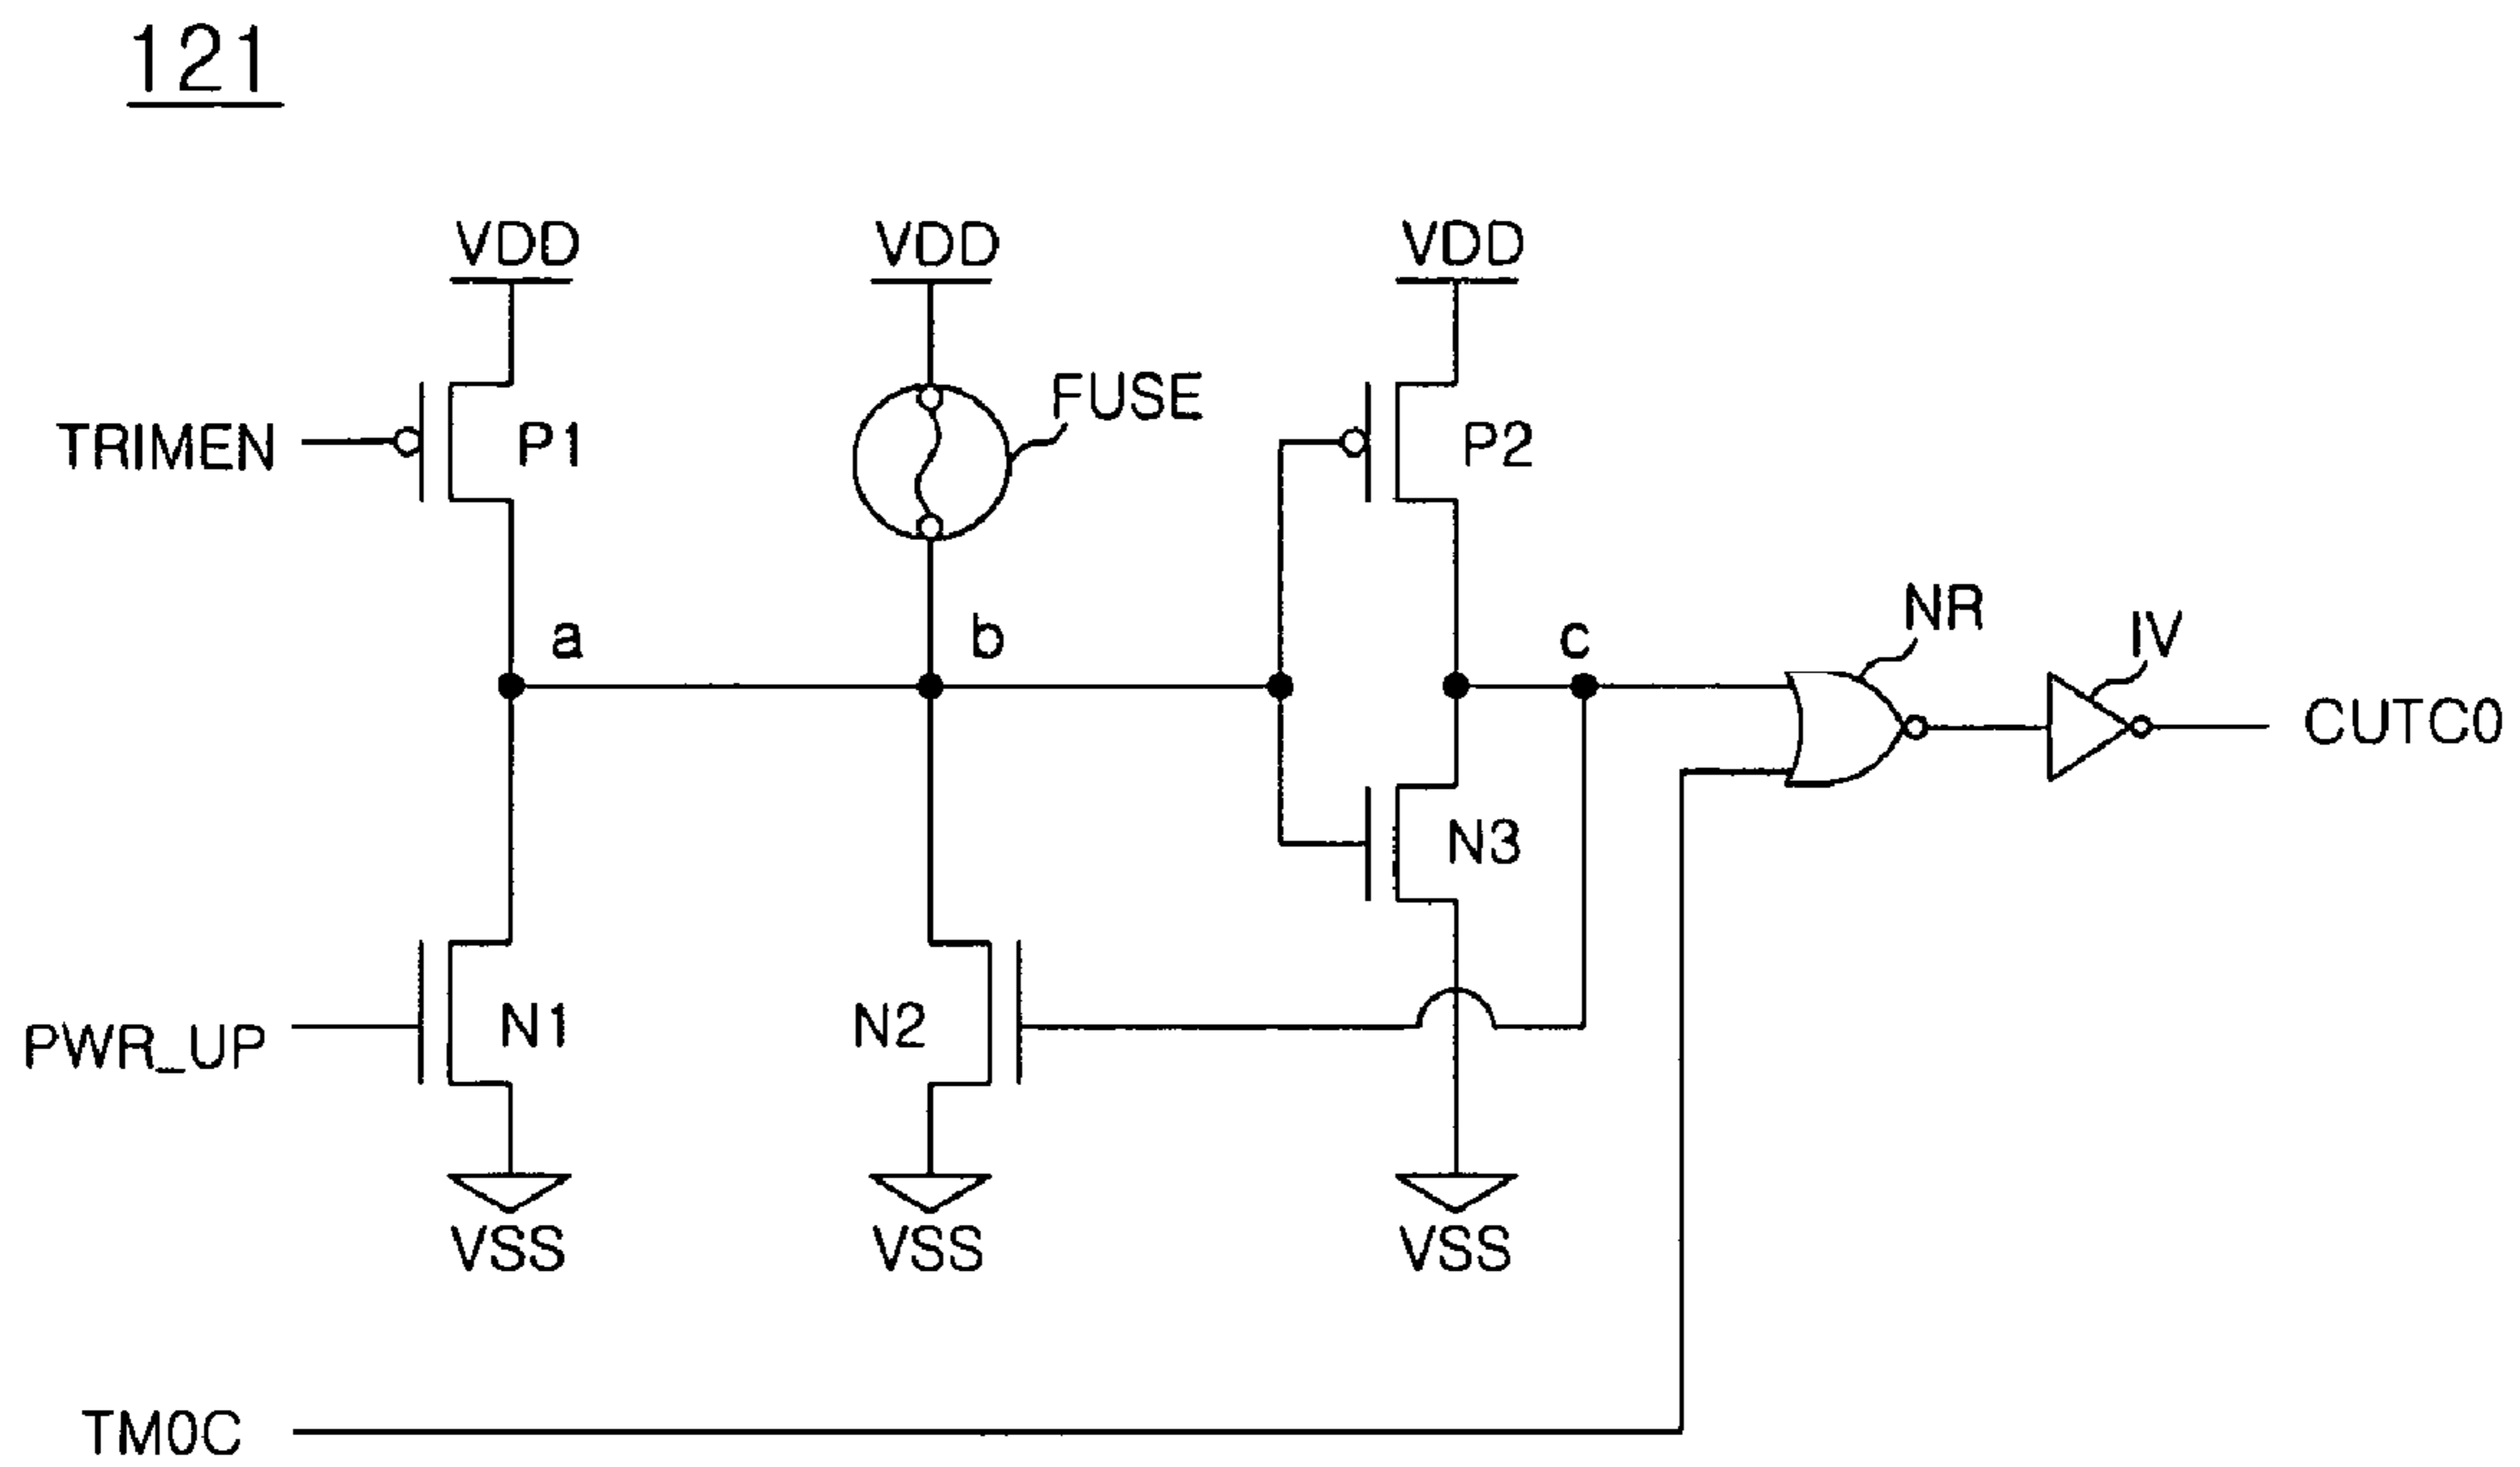 121
VDD VDD VDD
FUSE
TRIMEN P1 P2
a b c NR IV
CUTC0
N3
PWR_UP N1 N2
VSS VSS VSS
TM0C